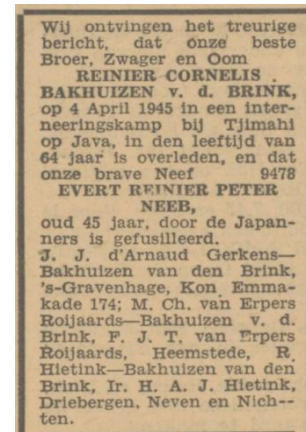 Wij ontvingen het treurige
bericht, dat onze beste
Broer, Zwager en Oom
REINIER CORNELIS
BAKHUIZEN v. d. BRINK,
op 4 April 1945 in een inter-
neeringskamp bij Tjimahi
op Java, in den leeftijd van
64 jaar is overleden, en dat
onze brave Neef 9478
EVERT REINIER PETER
NEEB,
oud 45 jaar, door de Japan-
ners is gefusilleerd.
J. J. d'Arnaud Gerkens—
Bakhuizen van den Brink,
's-Gravenhage, Kon. Emma-
kade 174; M. Ch. van Erpers
Roijaards—Bakhuizen v. d.
Brink, F. J. T. van Erpers
Roijaards, Heemstede, R.
Hietink—Bakhuizen van den
Brink, Ir. H. A. J. Hietink,
Driebergen, Neven en Nich--
ten.